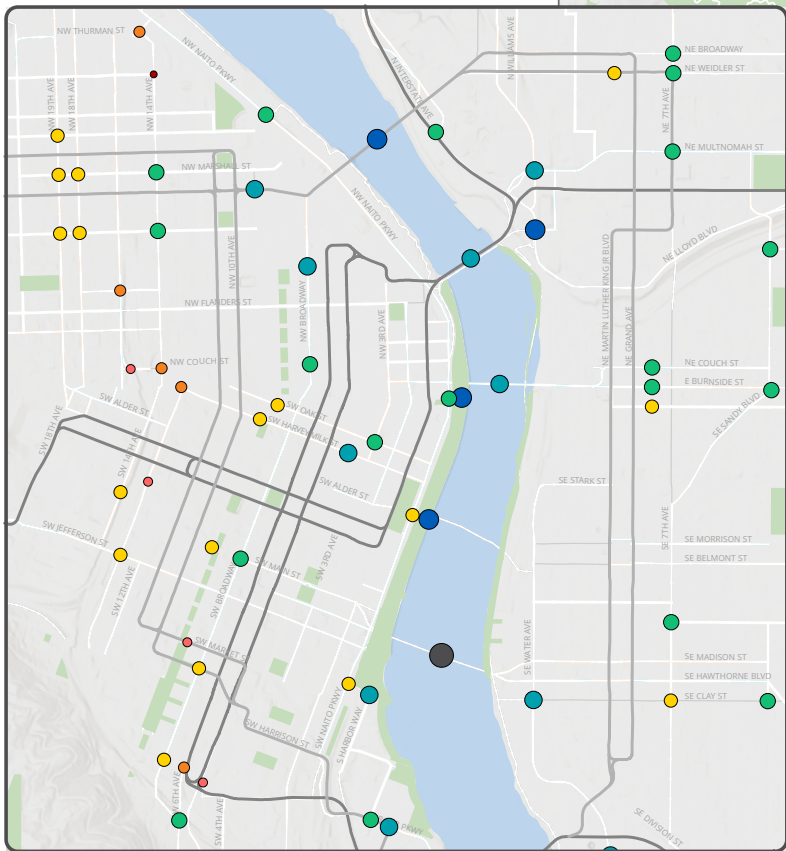 NW THURMAN ST
NW NAITO PKWY
N INTERSTATE AVE
N WILLIAMS AVE
NE BROADWAY
NE WEIDLER ST
NE 7TH AVE
NW 19TH AVE
NW 18TH AVE
NW 14TH AVE
NE MULTNOMAH ST
NW MARSHALL ST
NW NAITO PKWY
NW 10TH AVE
NE LLOYD BLVD
NE MARTIN LUTHER KING JR BLVD
NE GRAND AVE
NW BROADWAY
NW 3RD AVE
NW FLANDERS ST
NW COUCH ST
NE COUCH ST
E BURNSIDE ST
SE SANDY BLVD
SW ALDER ST
SW OAK ST
SW HARVEY MILK ST
SW 18TH AVE
SW 14TH AVE
SW ALDER ST
SE STARK ST
SE 7TH AVE
SW JEFFERSON ST
SE MORRISON ST
SE BELMONT ST
SW 3RD AVE
SW MAIN ST
SW 12TH AVE
SW BROADWAY
SE WATER AVE
SW MARKET ST
SE MADISON ST
SE HAWTHORNE BLVD
SE CLAY ST
SW NAITO PKWY
S HARBOR WAY
SW HARRISON ST
SW 6TH AVE
SW 4TH AVE
PKWY
SE DIVISION ST